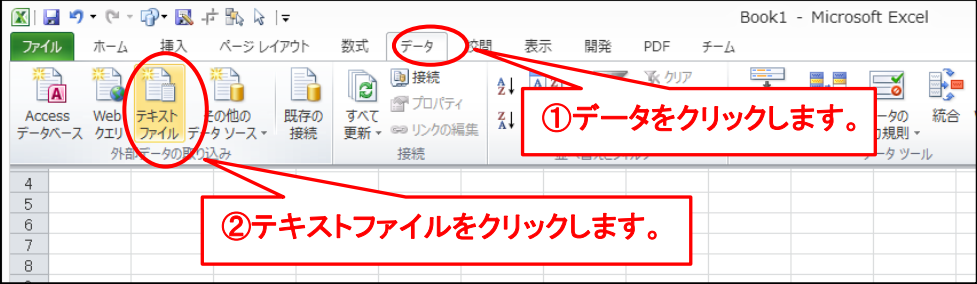 Book1 - Microsoft Excel
ファイル ホーム 挿入 ページ レイアウト 数式 データ 校閲 表示 開発 PDF チーム
接続 クリア
プロパティ
Access Web テキスト その他の 既存の すべて 統合
データベース クエリ ファイル データ ソース 接続 更新 リンクの編集
外部データの取り込み 接続 データ ツール
①データをクリックします。
4
5
②テキストファイルをクリックします。
6
7
8